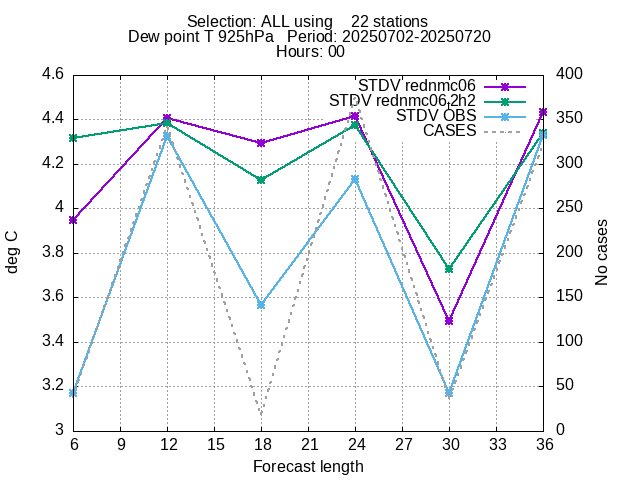 Selection: ALL using    22 stations
Dew point T 925hPa   Period: 20250702-20250720
Hours: 00
STDV rednmc06
STDV rednmc06,2h2
STDV OBS
CASES
deg C
No cases
4.6
4.4
4.2
4
3.8
3.6
3.4
3.2
3
400
350
300
250
200
150
100
50
0
6 9 12 15 18 21 24 27 30 33 36
Forecast length